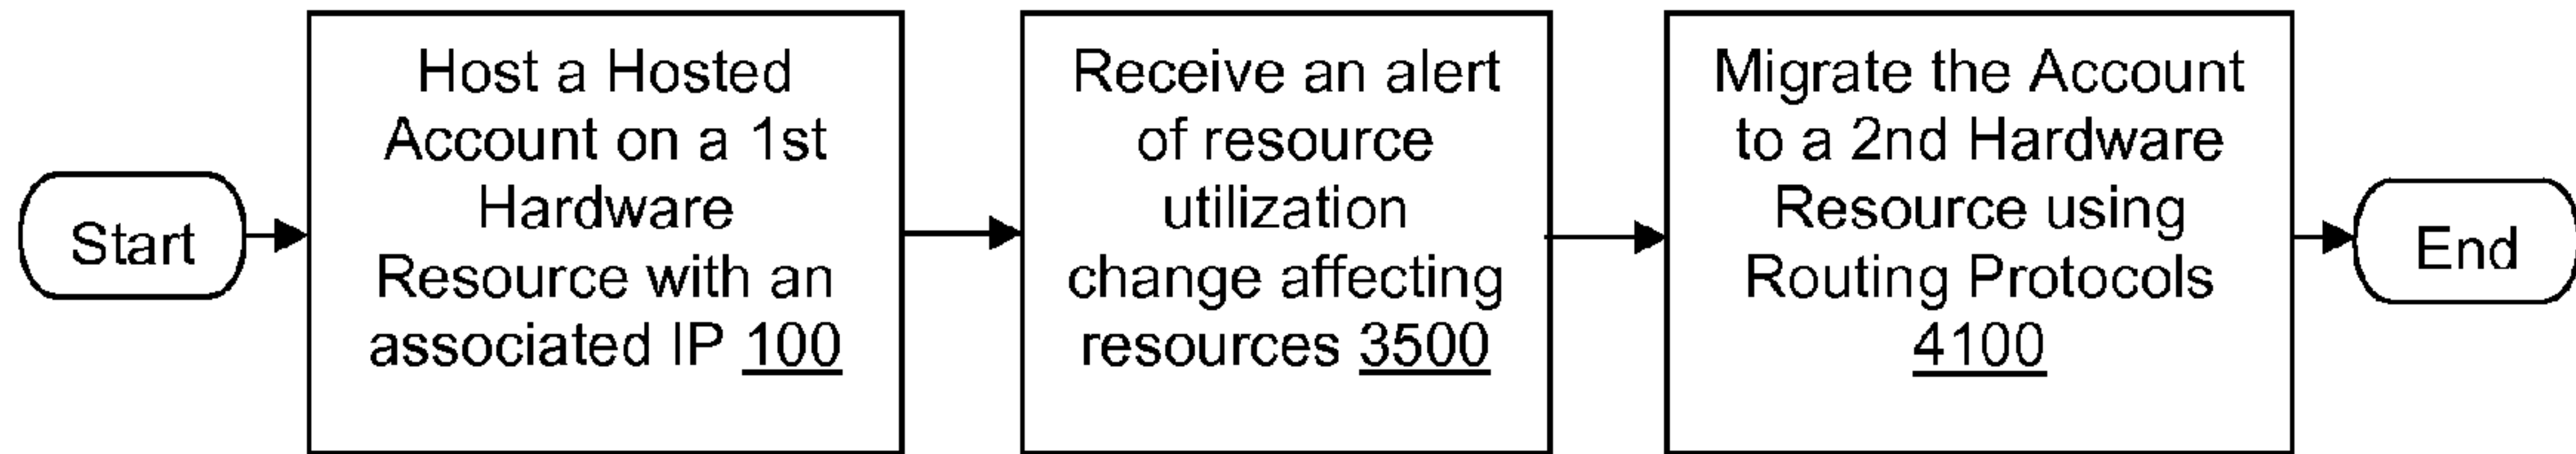 Start
Host a Hosted
Account on a 1st
Hardware
Resource with an
associated IP 100
Receive an alert
of resource
utilization
change affecting
resources 3500
Migrate the Account
to a 2nd Hardware
Resource using
Routing Protocols
4100
End